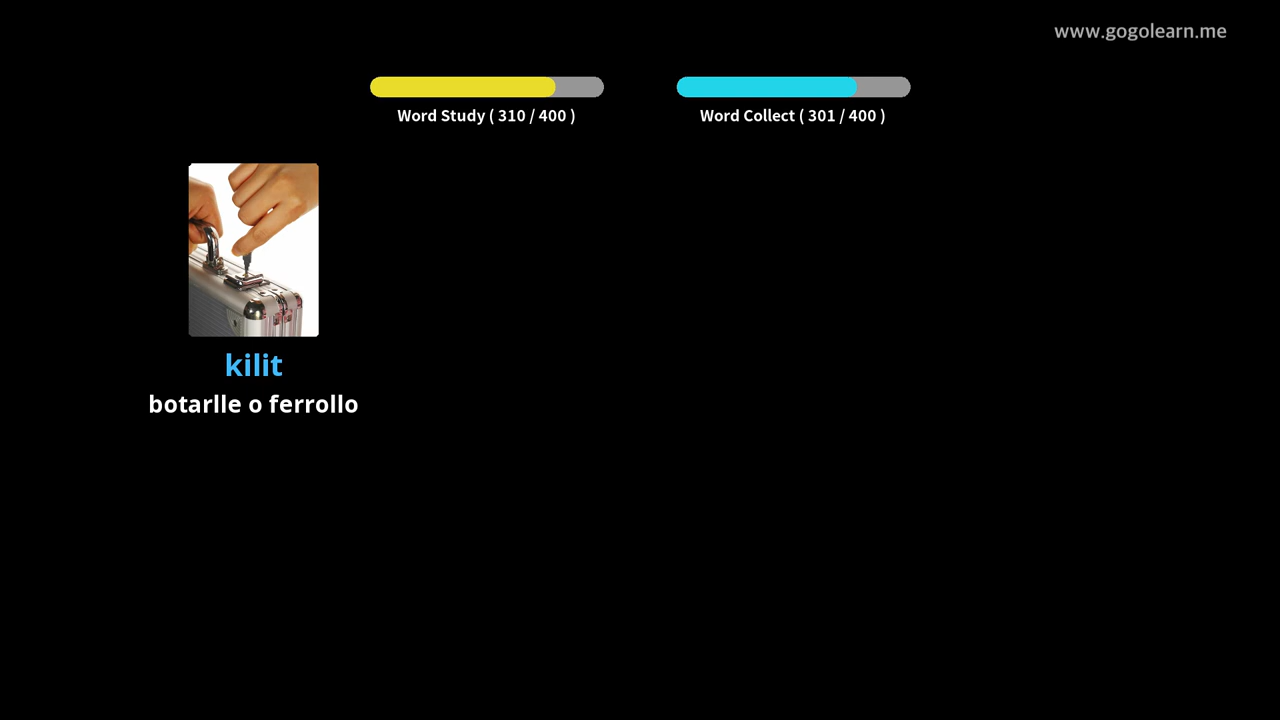 www.gogolearn.me
Word Study ( 310 / 400 )
Word Collect ( 301 / 400 )
kilit
botarlle o ferrollo